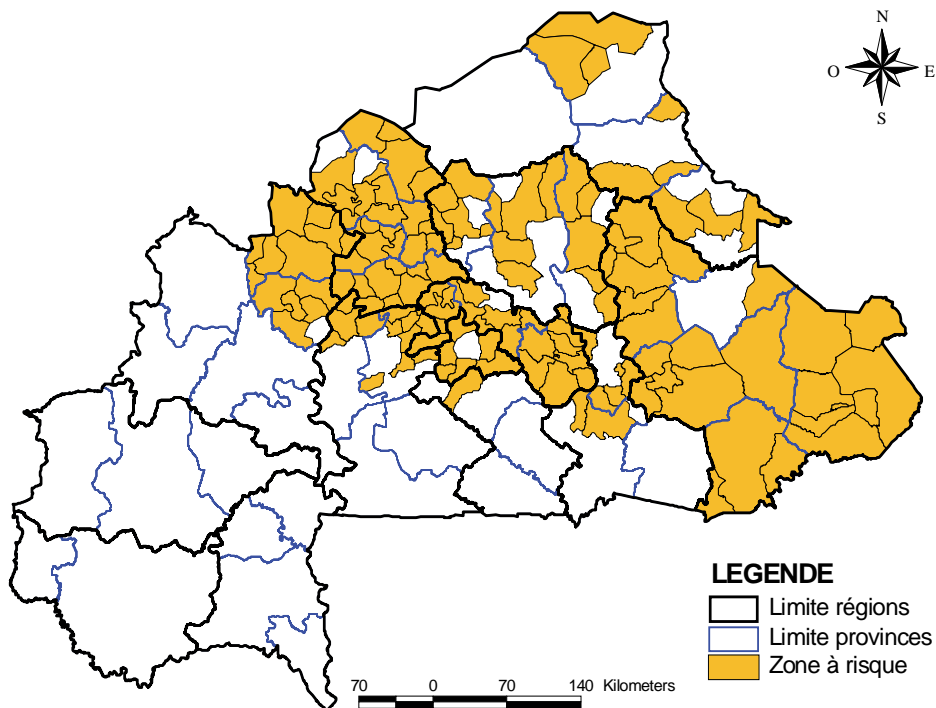 N
O E
S
LEGENDE
Limite régions
Limite provinces
Zone à risque
70 0 70 140 Kilometers